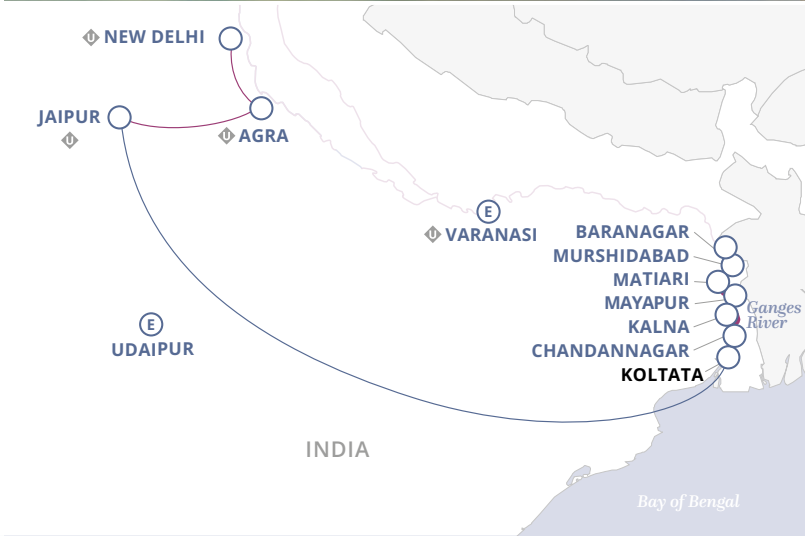 U NEW DELHI
JAIPUR
U
U AGRA
E
U VARANASI
BARANAGAR
MURSHIDABAD
MATIARI
MAYAPUR
KALNA
CHANDANNAGAR
KOLTATA
Ganges
River
E
UDAIPUR
INDIA
Bay of Bengal